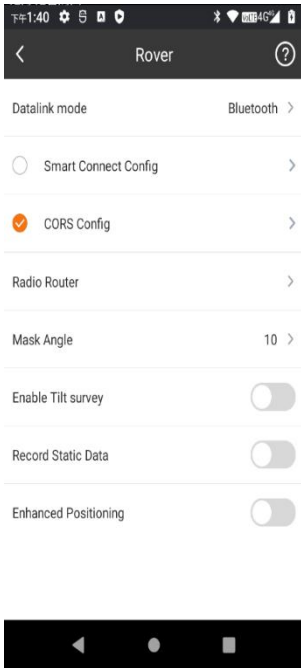 下午1:40 4G
Rover
Datalink mode Bluetooth
Smart Connect Config
CORS Config
Radio Router
Mask Angle 10
Enable Tilt survey
Record Static Data
Enhanced Positioning